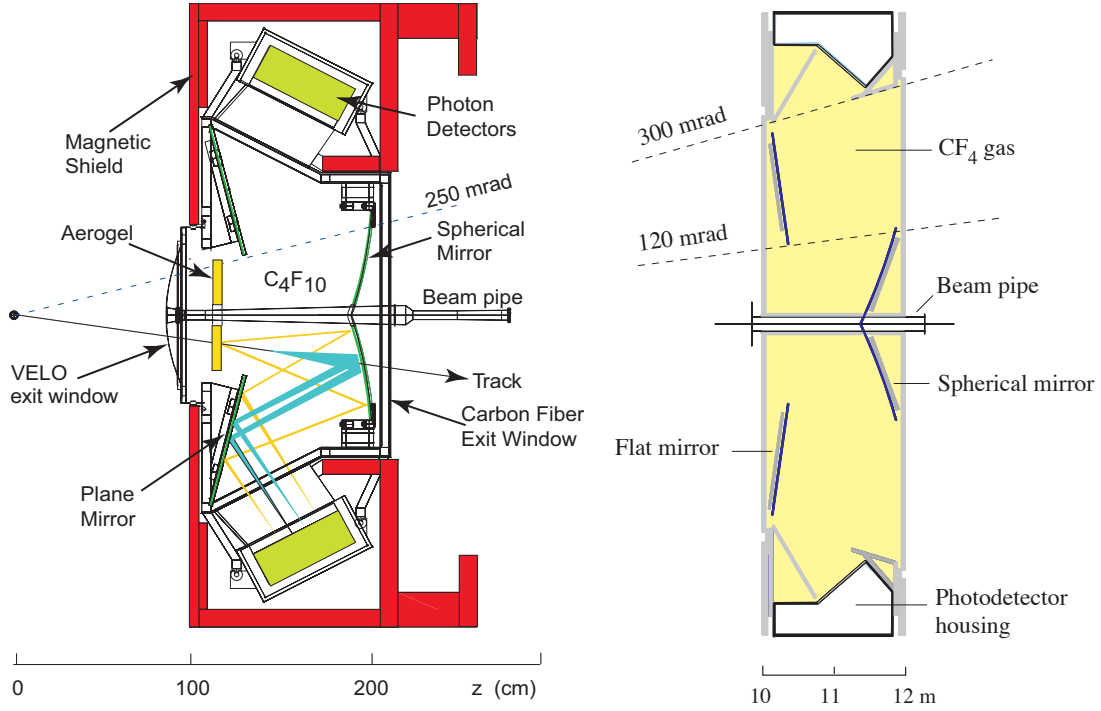 Magnetic
Shield
Photon
Detectors
250 mrad
Aerogel
Spherical
Mirror
C4F10
Beam pipe
VELO
exit window
Track
Carbon Fiber
Exit Window
Plane
Mirror
0
100
200
z (cm)
300 mrad
CF4 gas
120 mrad
Beam pipe
Spherical mirror
Flat mirror
Photodetector
housing
10
11
12 m